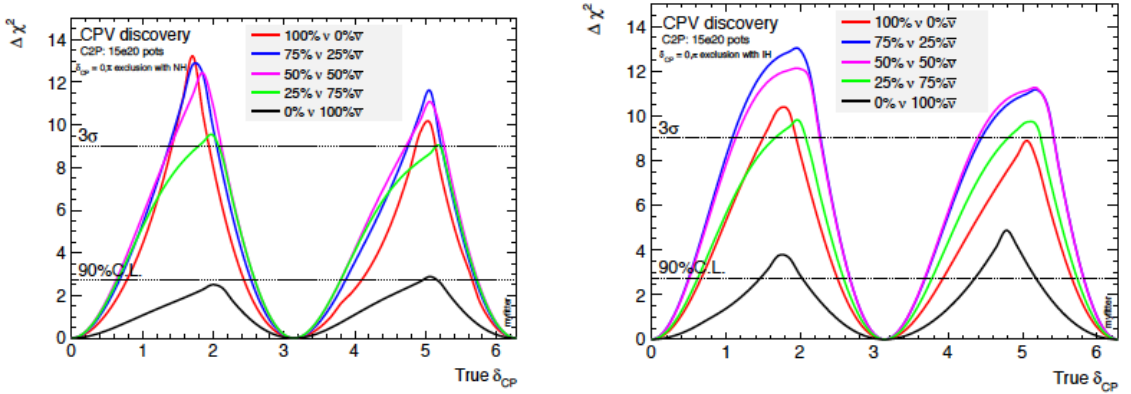 Δ χ²
14
12
10
8
6
4
2
0
CPV discovery
C2P: 15e20 pots
δCP = 0,π exclusion with NH
100% ν 0%ν̅
75% ν 25%ν̅
50% ν 50%ν̅
25% ν 75%ν̅
0% ν 100%ν̅
3σ
90%C.L.
myfitter
0 1 2 3 4 5 6
True δCP
Δ χ²
14
12
10
8
6
4
2
0
CPV discovery
C2P: 15e20 pots
δCP = 0,π exclusion with IH
100% ν 0%ν̅
75% ν 25%ν̅
50% ν 50%ν̅
25% ν 75%ν̅
0% ν 100%ν̅
3σ
90%C.L.
myfitter
0 1 2 3 4 5 6
True δCP